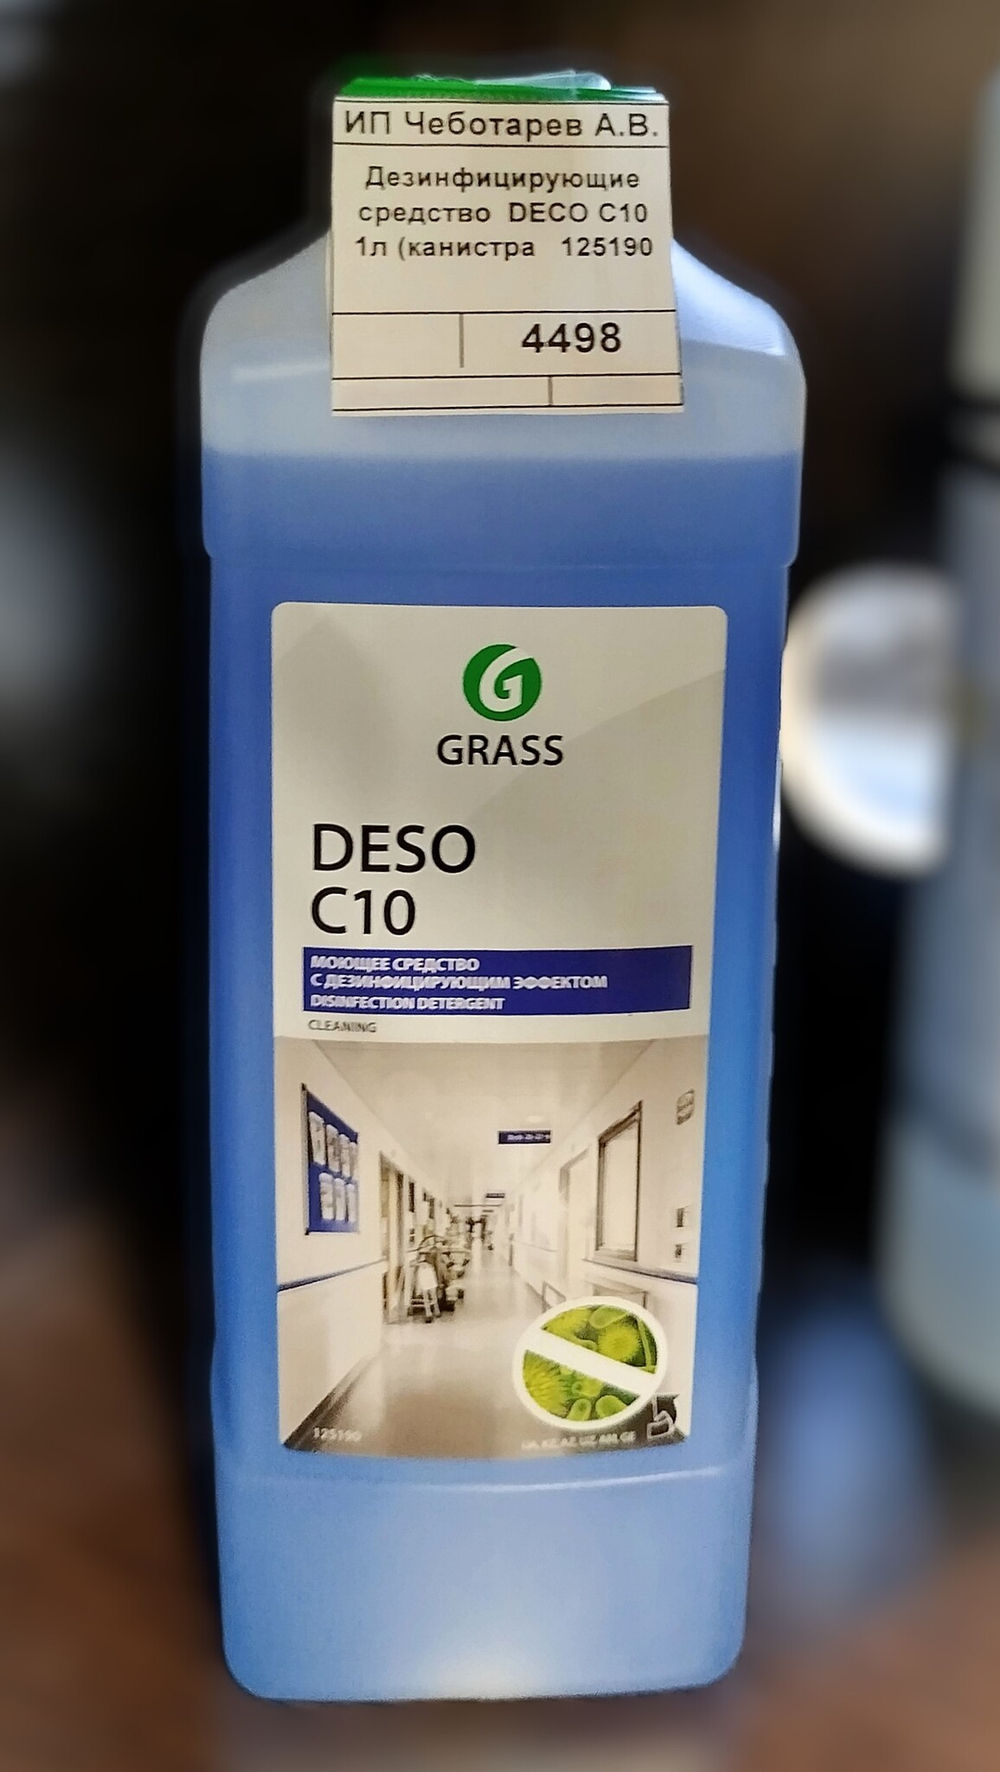 ИП Чеботарев А.В.
Дезинфицирующие
средство DECO C10
1л (канистра 125190
4498
G
GRASS
DESO
C10
МОЮЩЕЕ СРЕДСТВО
С ДЕЗИНФИЦИРУЮЩИМ ЭФФЕКТОМ
DISINFECTION DETERGENT
CLEANING
125190